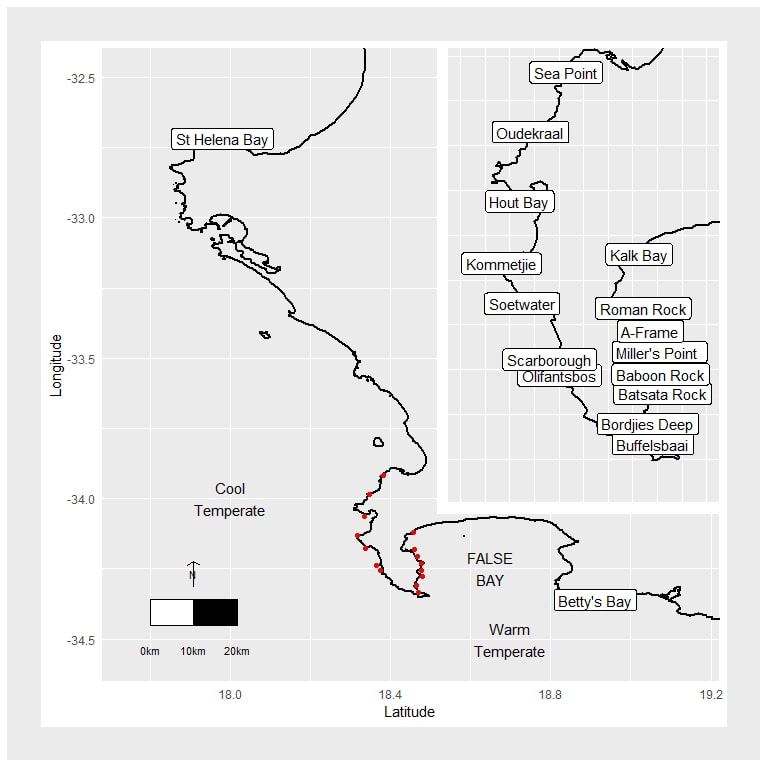 -32.5
-33.0
-33.5
-34.0
-34.5
Longitude
St Helena Bay
Sea Point
Oudekraal
Hout Bay
Kommetjie
Kalk Bay
Soetwater
Roman Rock
A-Frame
Miller's Point
Scarborough
Olifantsbos
Baboon Rock
Batsata Rock
Bordjies Deep
Buffelsbaai
Cool
Temperate
FALSE
BAY
N
Betty's Bay
Warm
Temperate
0km 10km 20km
18.0 18.4 18.8 19.2
Latitude